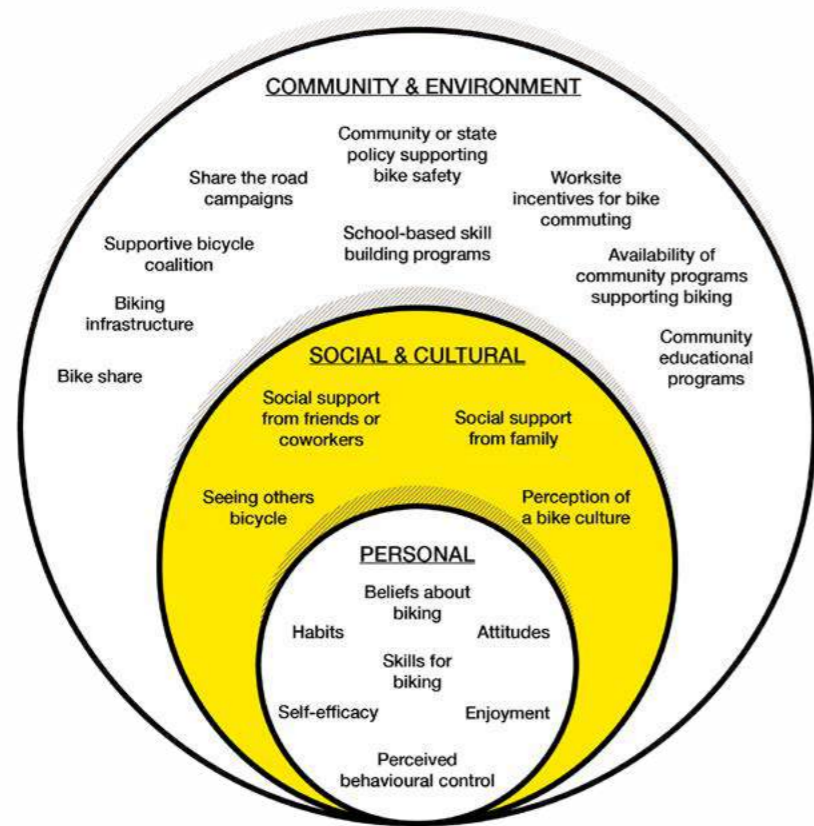 COMMUNITY & ENVIRONMENT
Community or state
policy supporting
bike safety
Share the road
campaigns
Worksite
incentives for bike
commuting
School-based skill
building programs
Supportive bicycle
coalition
Availability of
community programs
supporting biking
Biking
infrastructure
Community
educational
programs
Bike share
SOCIAL & CULTURAL
Social support
from friends or
coworkers
Social support
from family
Seeing others
bicycle
Perception of
a bike culture
PERSONAL
Beliefs about
biking
Habits
Attitudes
Skills for
biking
Self-efficacy
Enjoyment
Perceived
behavioural control